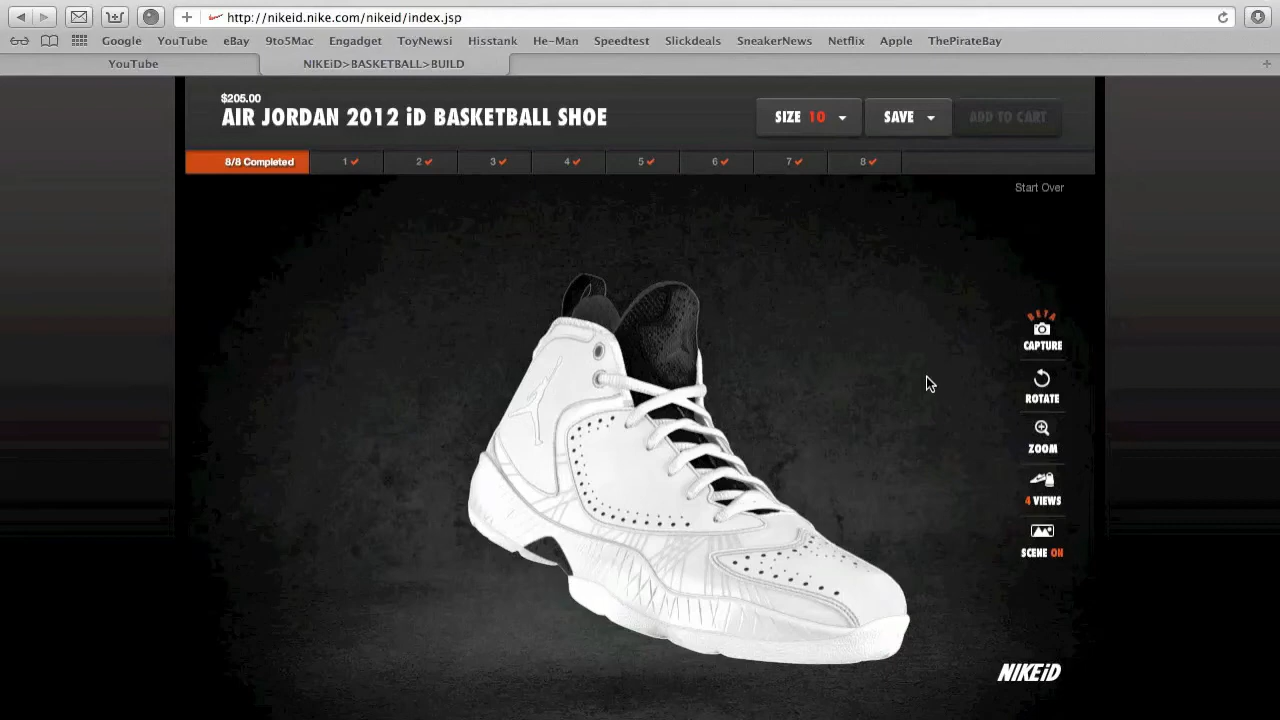 http://nikeid.nike.com/nikeid/index.jsp
Google YouTube eBay 9to5Mac Engadget ToyNewsi Hisstank He-Man Speedtest Slickdeals SneakerNews Netflix Apple ThePirateBay
YouTube NIKEiD>BASKETBALL>BUILD
$205.00
AIR JORDAN 2012 iD BASKETBALL SHOE
SIZE 10 SAVE ADD TO CART
8/8 Completed 1 2 3 4 5 6 7 8
Start Over
BETA
CAPTURE
ROTATE
ZOOM
4 VIEWS
SCENE ON
NIKEiD